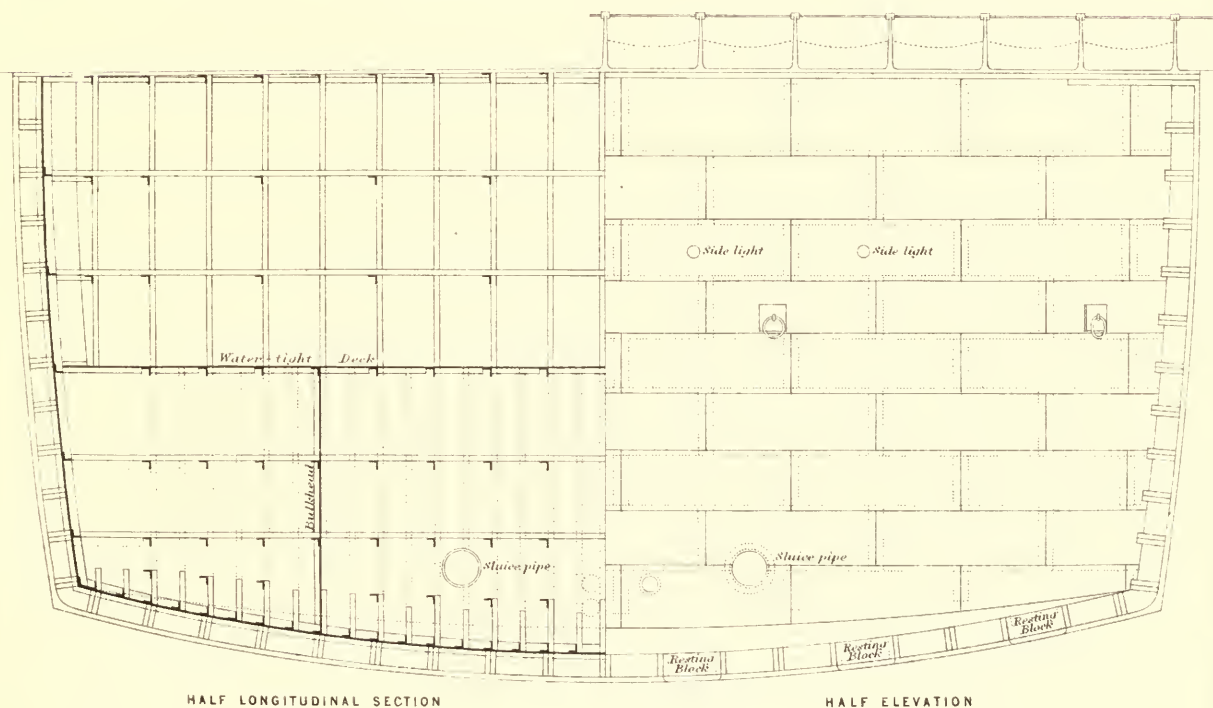 Side light
Side light
Water-tight Deck
Bulkhead
Sluice pipe
Sluice pipe
Resting
Block
Resting
Block
Resting
Block
HALF LONGITUDINAL SECTION
HALF ELEVATION